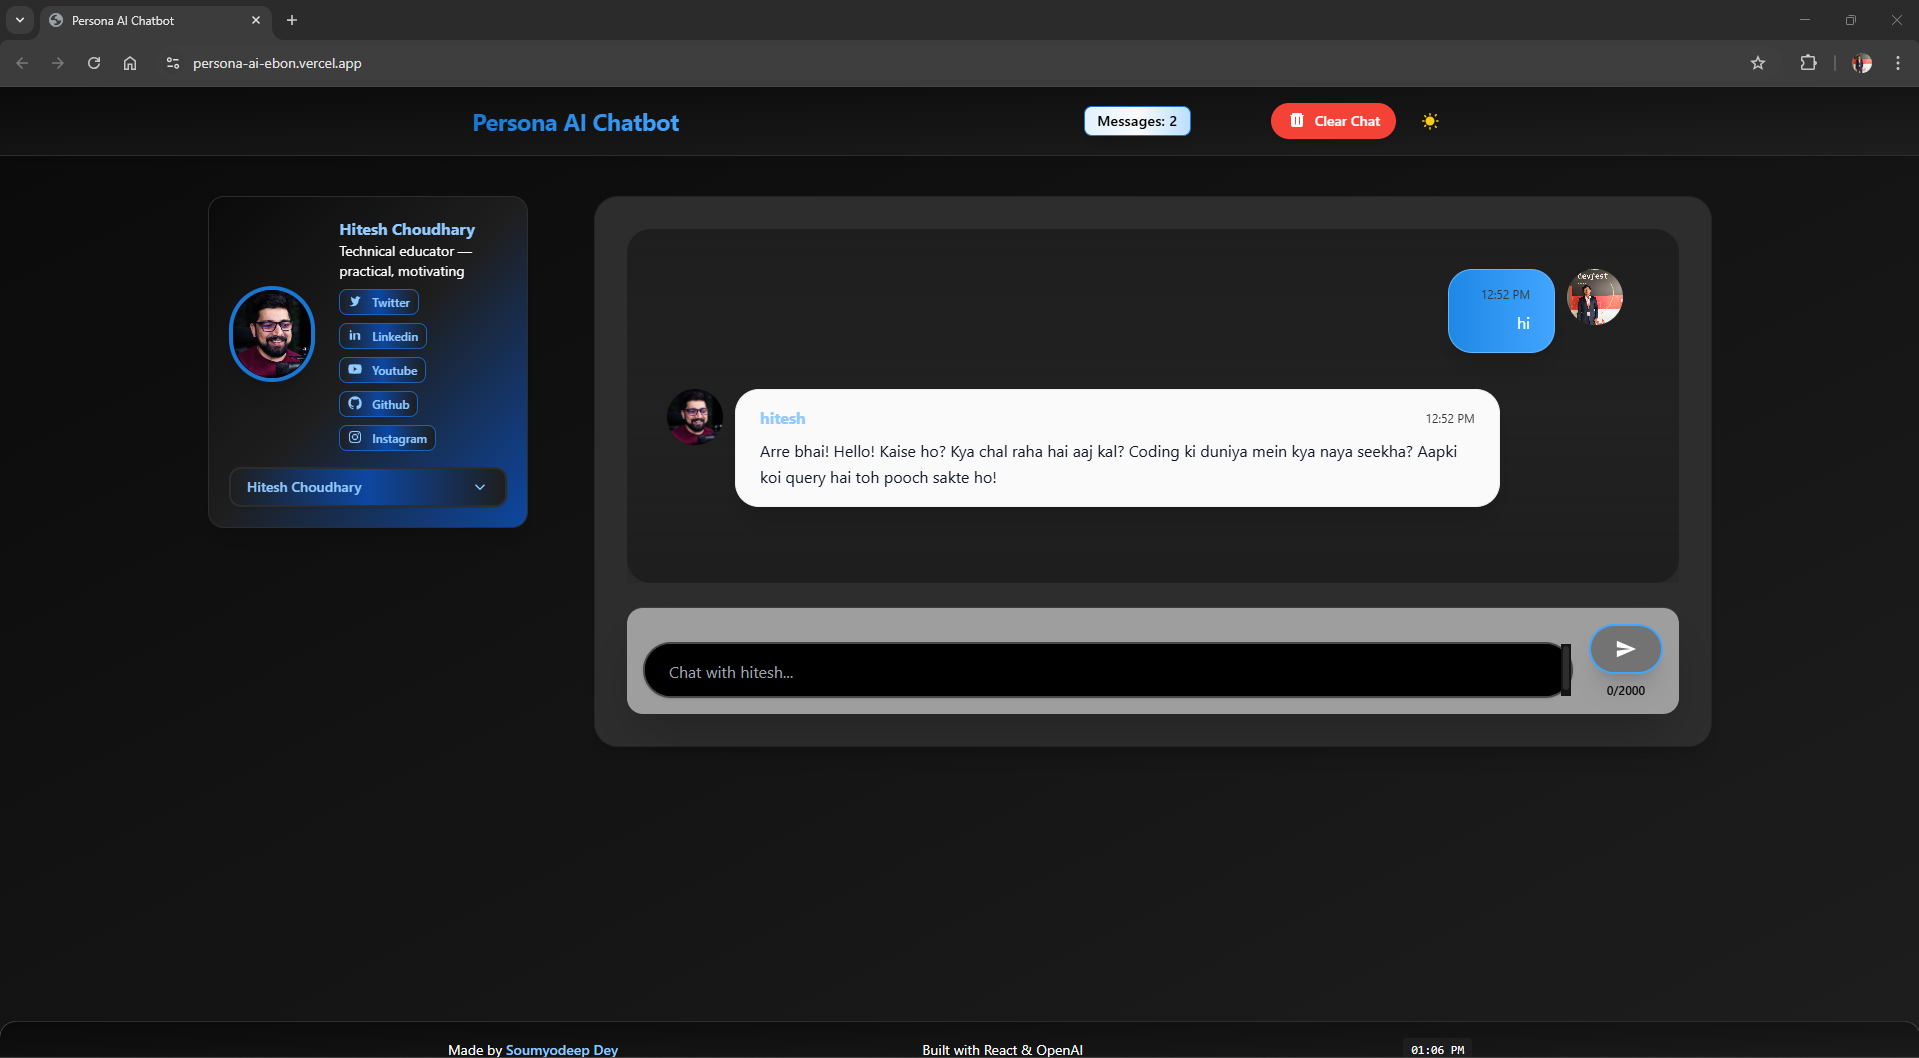 Persona AI Chatbot
persona-ai-ebon.vercel.app
Persona AI Chatbot
Messages: 2
Clear Chat
Hitesh Choudhary
Technical educator —
practical, motivating
Twitter
Linkedin
Youtube
Github
Instagram
Hitesh Choudhary
12:52 PM
hi
devfest
hitesh
12:52 PM
Arre bhai! Hello! Kaise ho? Kya chal raha hai aaj kal? Coding ki duniya mein kya naya seekha? Aapki
koi query hai toh pooch sakte ho!
Chat with hitesh...
0/2000
Made by Soumyodeep Dey
Built with React & OpenAI
01:06 PM